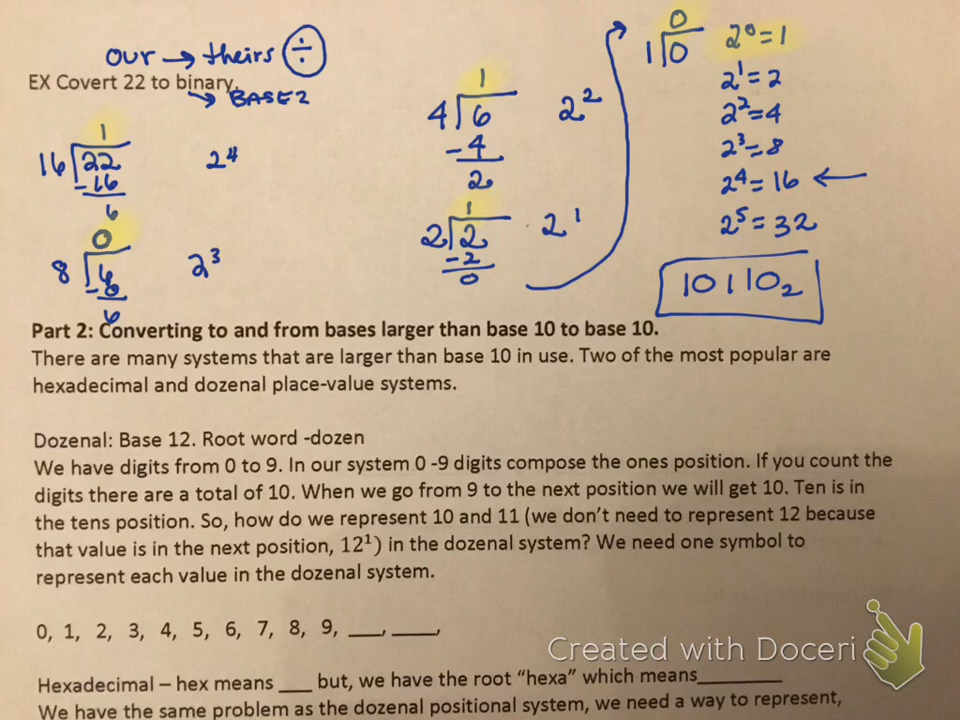 our → theirs ÷
EX Covert 22 to binary.
→ BASE 2
1
16 22 2⁴
-16
6
0
8 6 2³
-0
6
1
4 6 2²
-4
2
1
2 2 2¹
-2
0
0
1 0
2⁰=1
2¹=2
2²=4
2³=8
2⁴=16 ←
2⁵=32
10110₂
Part 2: Converting to and from bases larger than base 10 to base 10.
There are many systems that are larger than base 10 in use. Two of the most popular are
hexadecimal and dozenal place-value systems.
Dozenal: Base 12. Root word -dozen
We have digits from 0 to 9. In our system 0 -9 digits compose the ones position. If you count the
digits there are a total of 10. When we go from 9 to the next position we will get 10. Ten is in
the tens position. So, how do we represent 10 and 11 (we don't need to represent 12 because
that value is in the next position, 12¹) in the dozenal system? We need one symbol to
represent each value in the dozenal system.
0, 1, 2, 3, 4, 5, 6, 7, 8, 9, ___, ____,
Created with Doceri
Hexadecimal – hex means ___ but, we have the root "hexa" which means________
We have the same problem as the dozenal positional system, we need a way to represent,